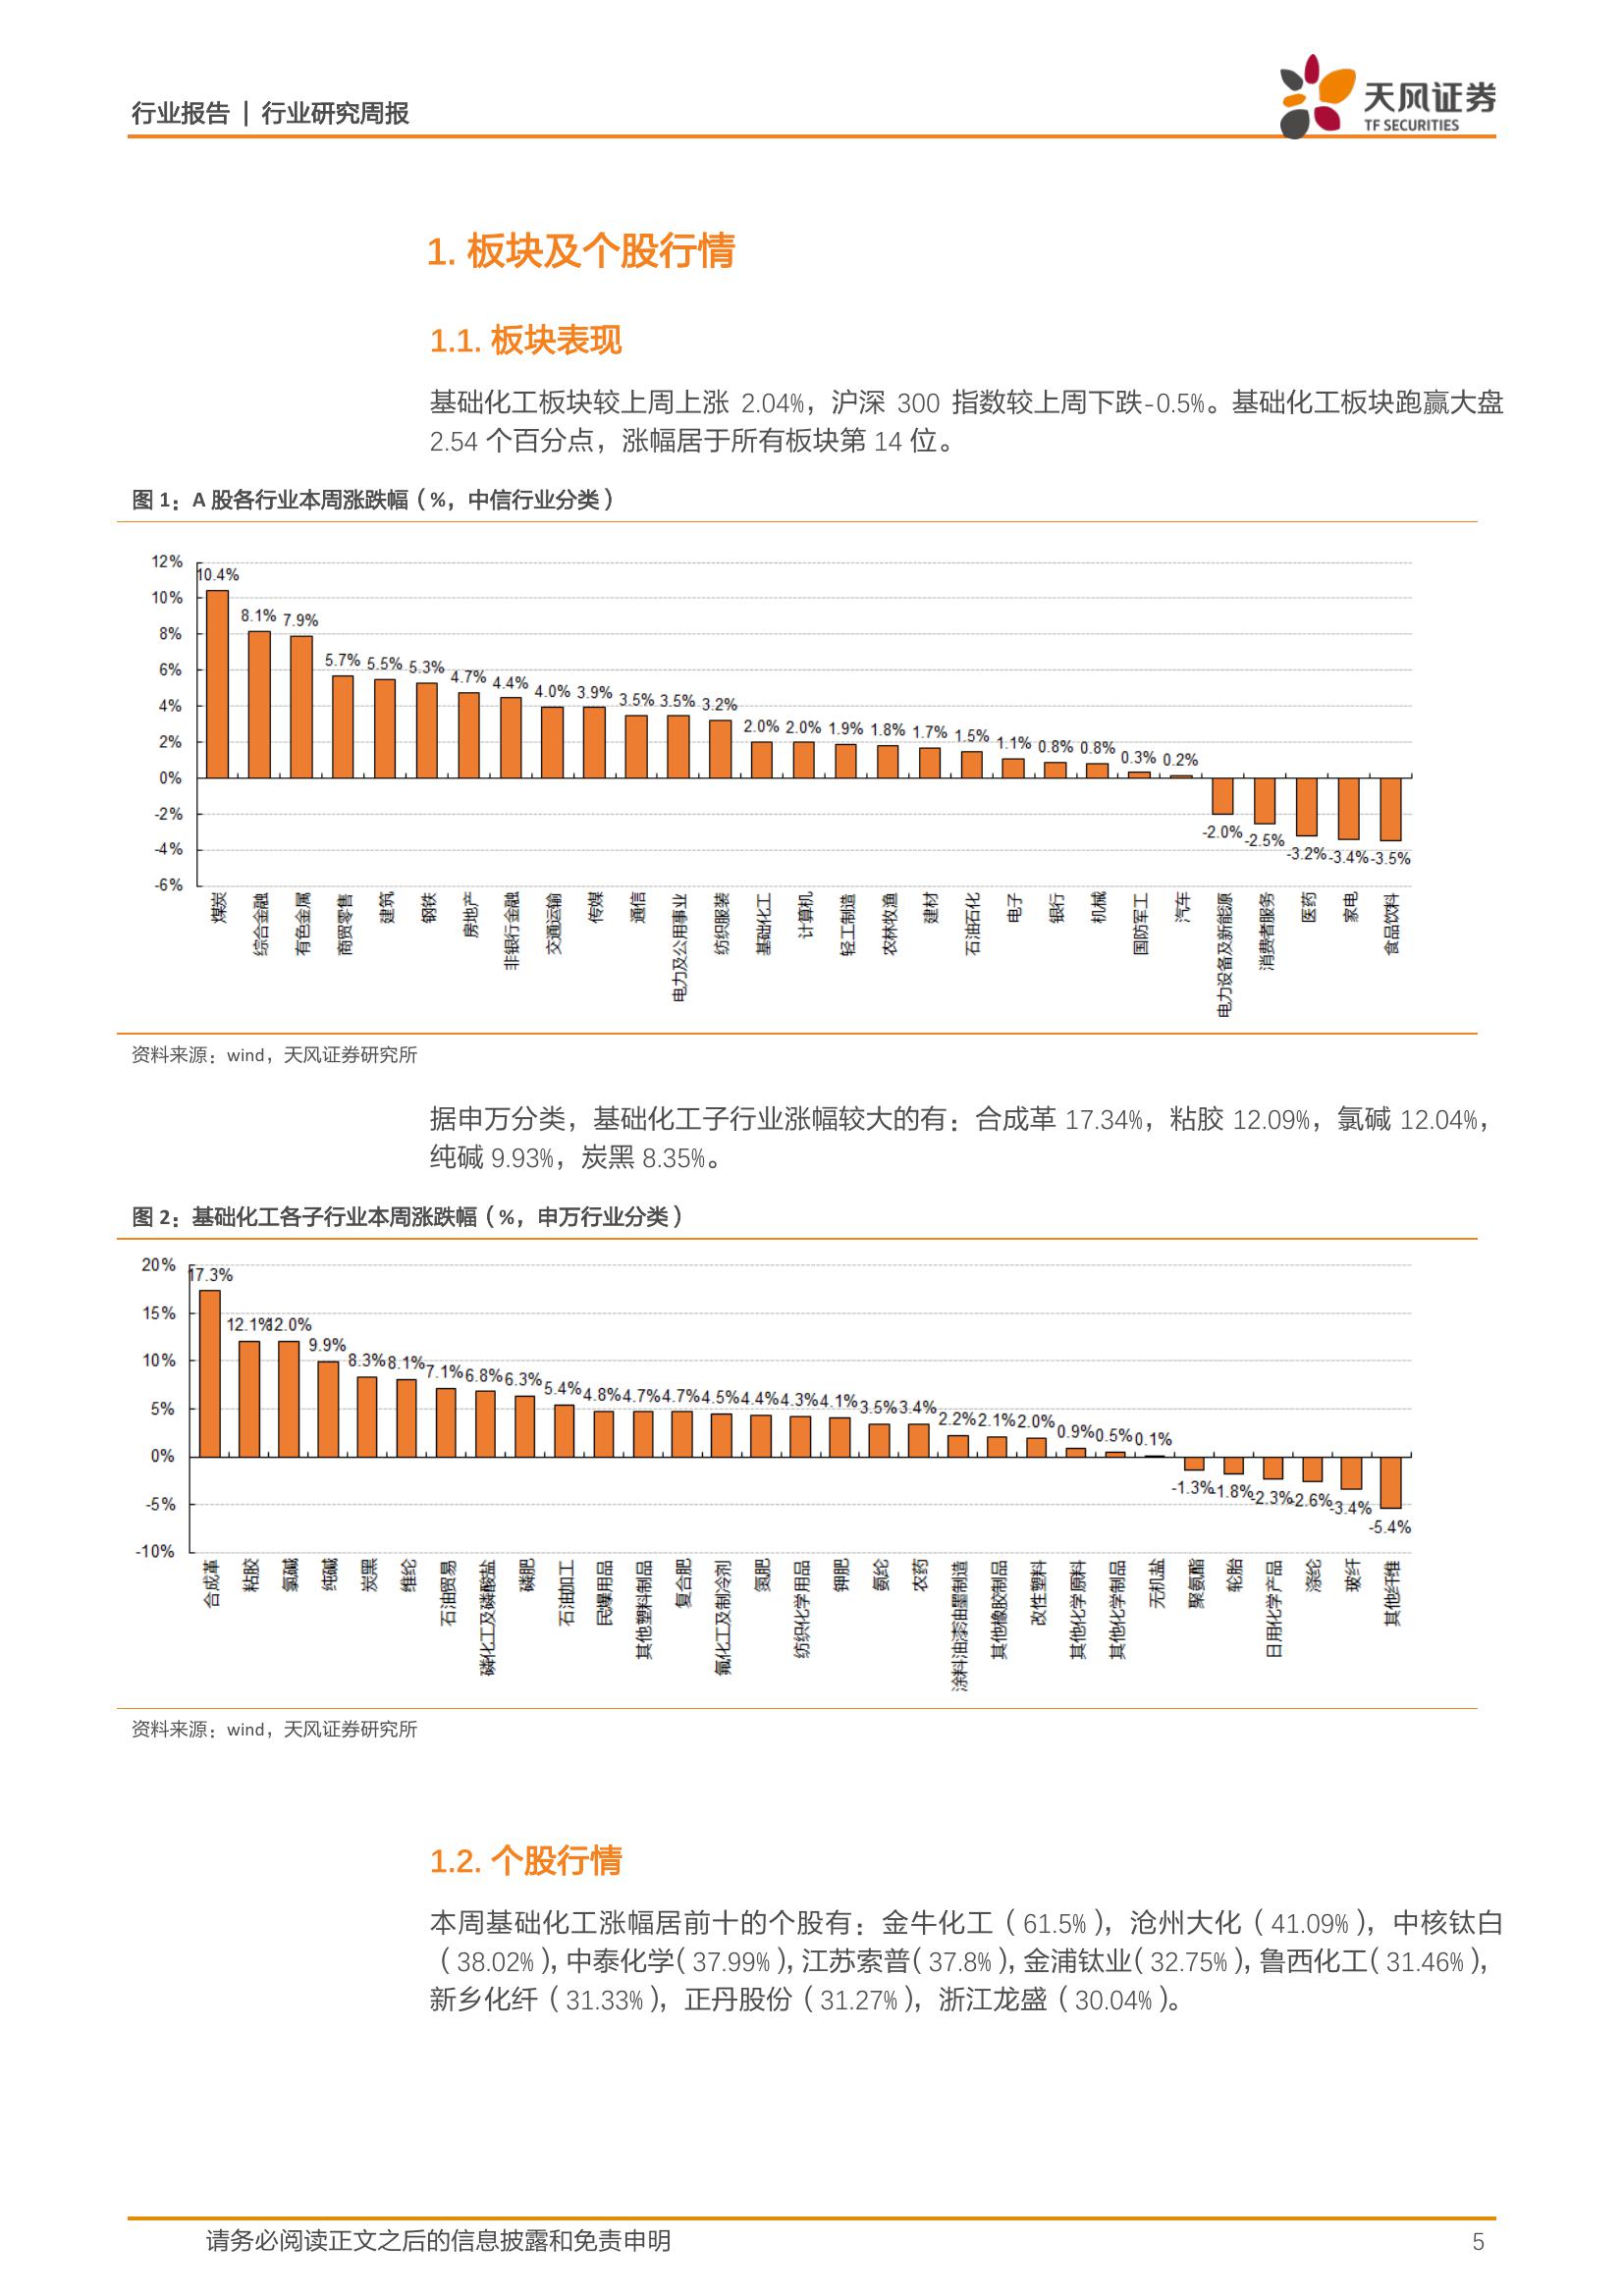 行业报告 | 行业研究周报
天风证券
TF SECURITIES
1. 板块及个股行情
1.1. 板块表现
基础化工板块较上周上涨 2.04%，沪深 300 指数较上周下跌-0.5%。基础化工板块跑赢大盘
2.54 个百分点，涨幅居于所有板块第 14 位。
图 1：A 股各行业本周涨跌幅（%，中信行业分类）
12%
10%
8%
6%
4%
2%
0%
-2%
-4%
-6%
10.4% 8.1% 7.9% 5.7% 5.5% 5.3% 4.7% 4.4% 4.0% 3.9% 3.5% 3.5% 3.2% 2.0% 2.0% 1.9% 1.8% 1.7% 1.5% 1.1% 0.8% 0.8% 0.3% 0.2% -2.0% -2.5% -3.2% -3.4% -3.5%
煤炭 综合金融 有色金属 商贸零售 建筑 钢铁 房地产 非银行金融 交通运输 传媒 通信 电力及公用事业 纺织服装 基础化工 计算机 轻工制造 农林牧渔 建材 石油石化 电子 银行 机械 国防军工 汽车 电力设备及新能源 消费者服务 医药 家电 食品饮料
资料来源：wind，天风证券研究所
据申万分类，基础化工子行业涨幅较大的有：合成革 17.34%，粘胶 12.09%，氯碱 12.04%，
纯碱 9.93%，炭黑 8.35%。
图 2：基础化工各子行业本周涨跌幅（%，申万行业分类）
20%
15%
10%
5%
0%
-5%
-10%
17.3% 12.1% 12.0% 9.9% 8.3% 8.1% 7.1% 6.8% 6.3% 5.4% 4.8% 4.7% 4.7% 4.5% 4.4% 4.3% 4.1% 3.5% 3.4% 2.2% 2.1% 2.0% 0.9% 0.5% 0.1% -1.3% -1.8% -2.3% -2.6% -3.4% -5.4%
合成革 粘胶 氯碱 纯碱 炭黑 维纶 石油贸易 磷化工及磷酸盐 磷肥 石油加工 民爆用品 其他塑料制品 复合肥 氟化工及制冷剂 氮肥 纺织化学用品 钾肥 氨纶 农药 涂料油漆油墨制造 其他橡胶制品 改性塑料 其他化学原料 其他化学制品 无机盐 聚氨酯 轮胎 日用化学产品 涤纶 玻纤 其他纤维
资料来源：wind，天风证券研究所
1.2. 个股行情
本周基础化工涨幅居前十的个股有：金牛化工（61.5%），沧州大化（41.09%），中核钛白
（38.02%），中泰化学（37.99%），江苏索普（37.8%），金浦钛业（32.75%），鲁西化工（31.46%），
新乡化纤（31.33%），正丹股份（31.27%），浙江龙盛（30.04%）。
请务必阅读正文之后的信息披露和免责申明
5